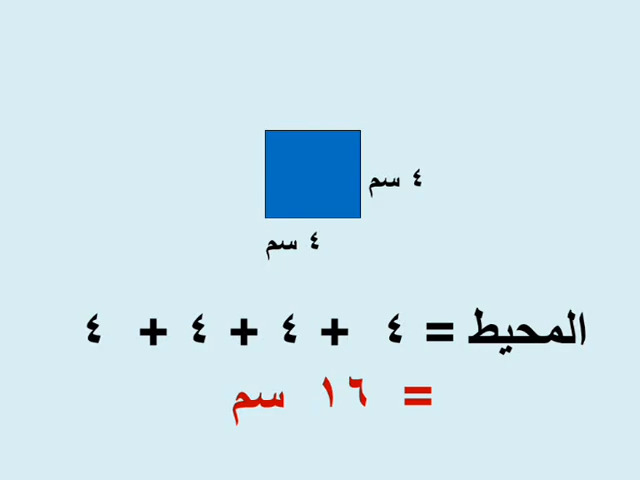 ٤ سم
٤ سم
المحيط = ٤ + ٤ + ٤ + ٤
= ١٦ سم